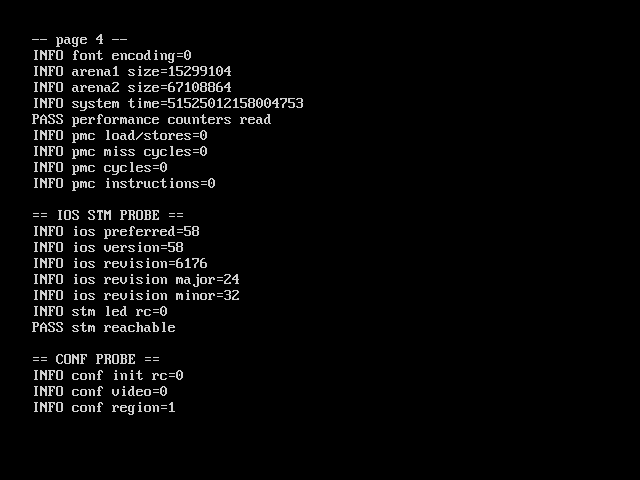 -- page 4 --
INFO font encoding=0
INFO arena1 size=15299104
INFO arena2 size=67108864
INFO system time=51525012158004753
PASS performance counters read
INFO pmc load/stores=0
INFO pmc miss cycles=0
INFO pmc cycles=0
INFO pmc instructions=0
== IOS STM PROBE ==
INFO ios preferred=58
INFO ios version=58
INFO ios revision=6176
INFO ios revision major=24
INFO ios revision minor=32
INFO stm led rc=0
PASS stm reachable
== CONF PROBE ==
INFO conf init rc=0
INFO conf video=0
INFO conf region=1